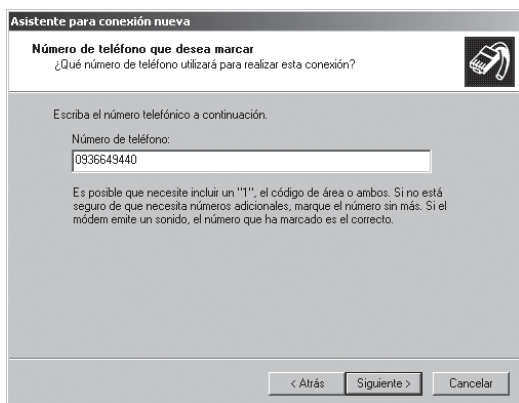 Asistente para conexión nueva
Número de teléfono que desea marcar
¿Qué número de teléfono utilizará para realizar esta conexión?
Escriba el número telefónico a continuación.
Número de teléfono:
0936649440
Es posible que necesite incluir un "1", el código de área o ambos. Si no está
seguro de que necesita números adicionales, marque el número sin más. Si el
módem emite un sonido, el número que ha marcado es el correcto.
< Atrás Siguiente > Cancelar